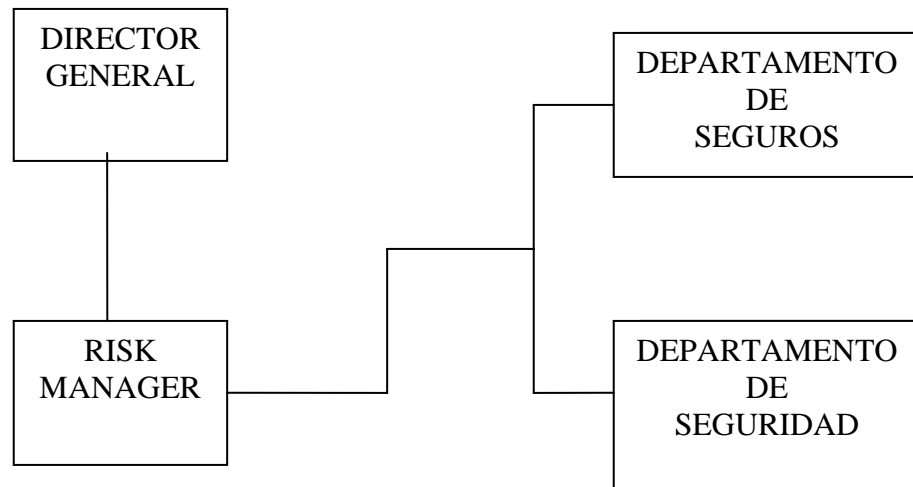 DIRECTOR
GENERAL
DEPARTAMENTO
DE
SEGUROS
RISK
MANAGER
DEPARTAMENTO
DE
SEGURIDAD